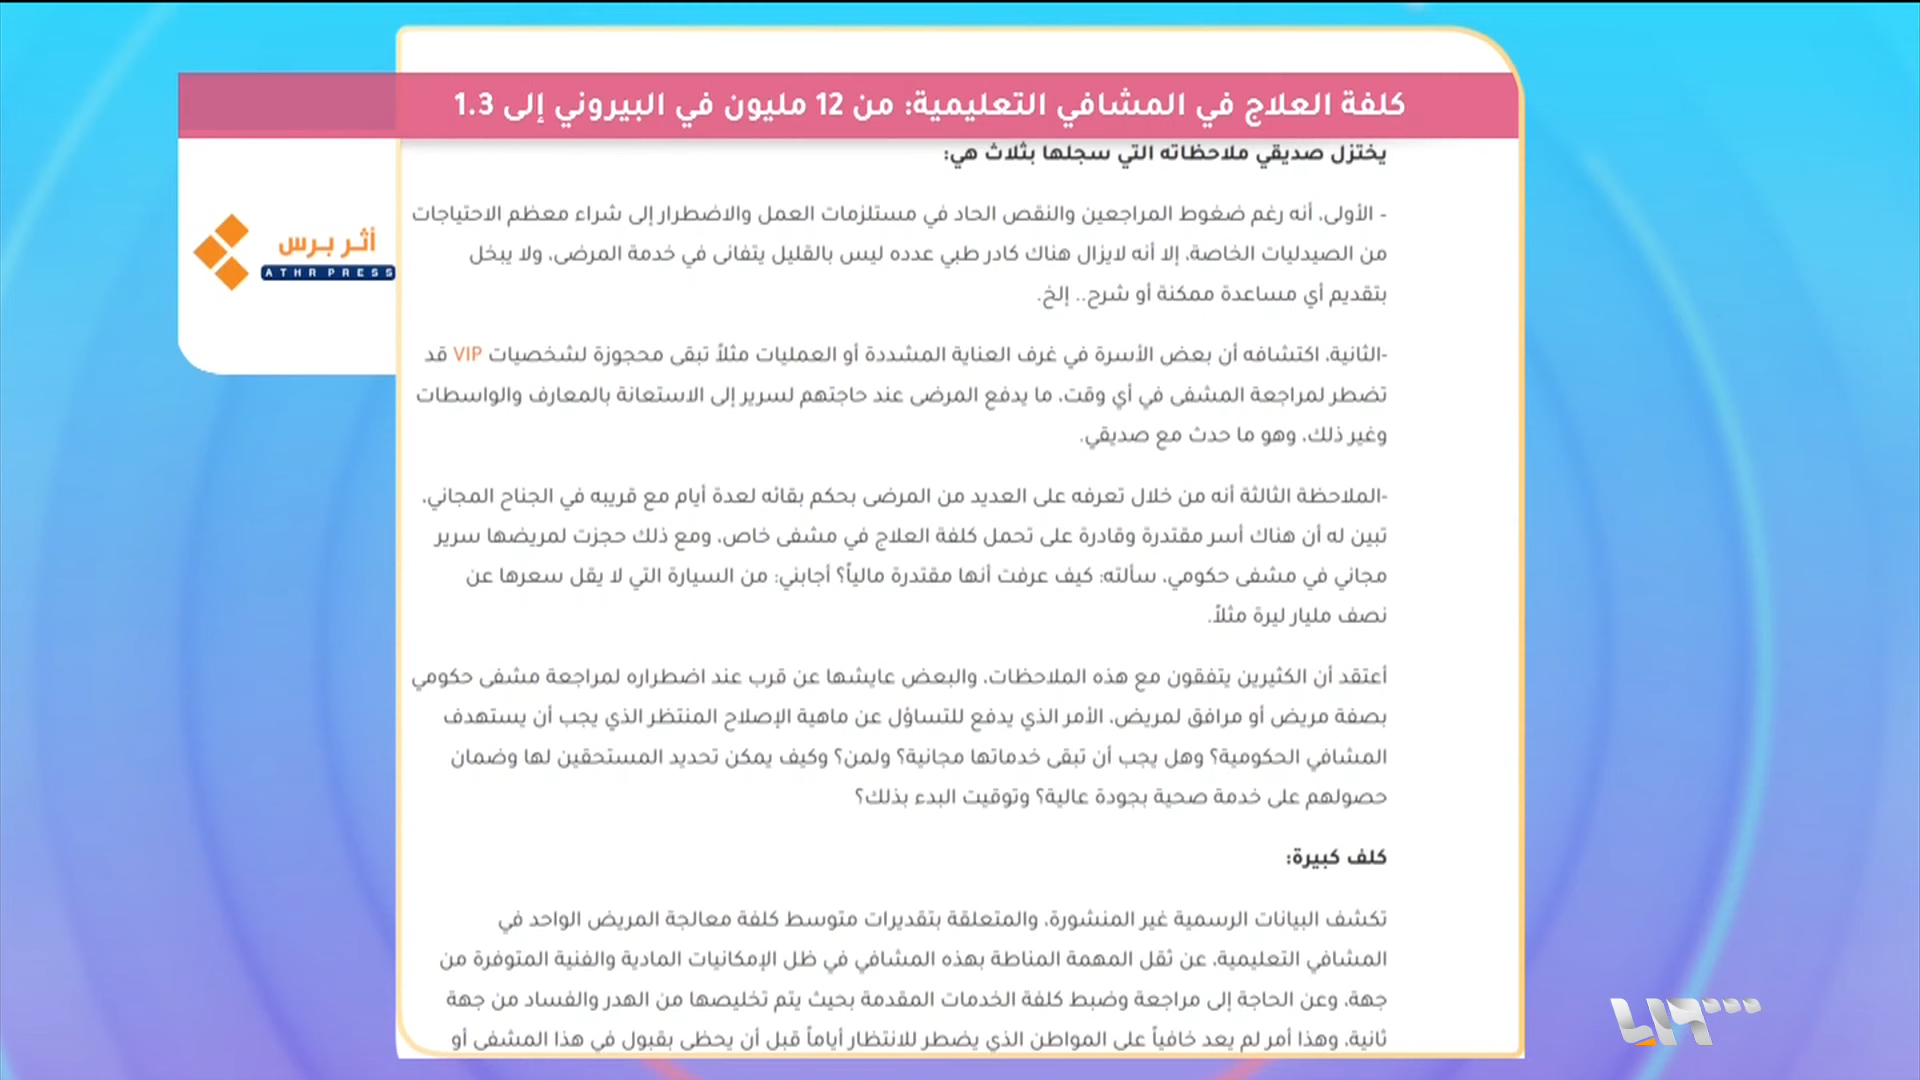 كلفة العلاج في المشافي التعليمية: من 12 مليون في البيروني إلى 1.3
يختزل صديقي ملاحظاته التي سجلها بثلاث هي:
أثر برس
ATHR PRESS
- الأولى، أنه رغم ضغوط المراجعين والنقص الحاد في مستلزمات العمل والاضطرار إلى شراء معظم الاحتياجات
من الصيدليات الخاصة، إلا أنه لايزال هناك كادر طبي عدده ليس بالقليل يتفانى في خدمة المرضى، ولا يبخل
بتقديم أي مساعدة ممكنة أو شرح.. إلخ.
-الثانية، اكتشافه أن بعض الأسرة في غرف العناية المشددة أو العمليات مثلاً تبقى محجوزة لشخصيات VIP قد
تضطر لمراجعة المشفى في أي وقت، ما يدفع المرضى عند حاجتهم لسرير إلى الاستعانة بالمعارف والواسطات
وغير ذلك، وهو ما حدث مع صديقي.
-الملاحظة الثالثة أنه من خلال تعرفه على العديد من المرضى بحكم بقائه لعدة أيام مع قريبه في الجناح المجاني،
تبين له أن هناك أسر مقتدرة وقادرة على تحمل كلفة العلاج في مشفى خاص، ومع ذلك حجزت لمريضها سرير
مجاني في مشفى حكومي، سألته: كيف عرفت أنها مقتدرة مالياً؟ أجابني: من السيارة التي لا يقل سعرها عن
نصف مليار ليرة مثلاً.
أعتقد أن الكثيرين يتفقون مع هذه الملاحظات، والبعض عايشها عن قرب عند اضطراره لمراجعة مشفى حكومي
بصفة مريض أو مرافق لمريض، الأمر الذي يدفع للتساؤل عن ماهية الإصلاح المنتظر الذي يجب أن يستهدف
المشافي الحكومية؟ وهل يجب أن تبقى خدماتها مجانية؟ ولمن؟ وكيف يمكن تحديد المستحقين لها وضمان
حصولهم على خدمة صحية بجودة عالية؟ وتوقيت البدء بذلك؟
كلف كبيرة:
تكشف البيانات الرسمية غير المنشورة، والمتعلقة بتقديرات متوسط كلفة معالجة المريض الواحد في
المشافي التعليمية، عن ثقل المهمة المناطة بهذه المشافي في ظل الإمكانيات المادية والفنية المتوفرة من
جهة، وعن الحاجة إلى مراجعة وضبط كلفة الخدمات المقدمة بحيث يتم تخليصها من الهدر والفساد من جهة
ثانية، وهذا أمر لم يعد خافياً على المواطن الذي يضطر للانتظار أياماً قبل أن يحظى بقبول في هذا المشفى أو